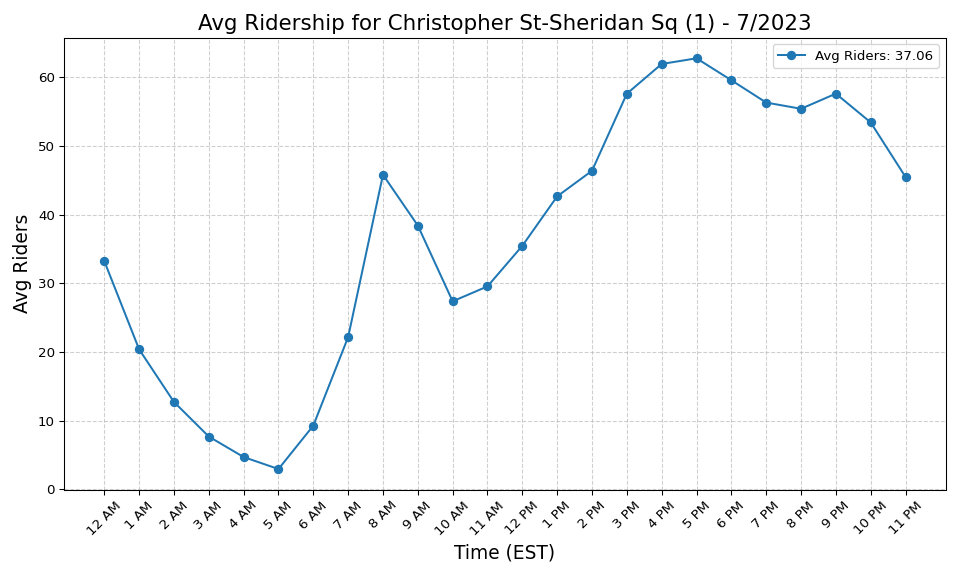 Avg Ridership for Christopher St-Sheridan Sq (1) - 7/2023
Avg Riders: 37.06
Avg Riders
60
50
40
30
20
10
0
12 AM
1 AM
2 AM
3 AM
4 AM
5 AM
6 AM
7 AM
8 AM
9 AM
10 AM
11 AM
12 PM
1 PM
2 PM
3 PM
4 PM
5 PM
6 PM
7 PM
8 PM
9 PM
10 PM
11 PM
Time (EST)